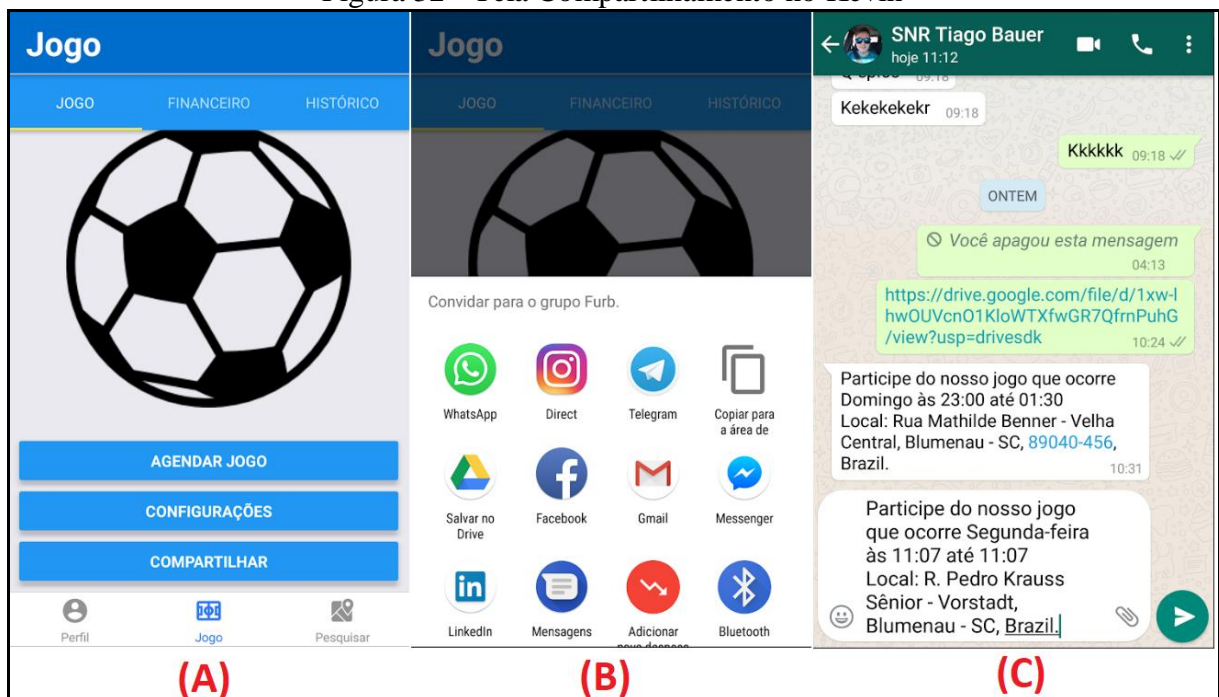 Jogo
JOGO FINANCEIRO HISTÓRICO
AGENDAR JOGO
CONFIGURAÇÕES
COMPARTILHAR
Perfil Jogo Pesquisar
(A)
Jogo
JOGO FINANCEIRO HISTÓRICO
Convidar para o grupo Furb.
WhatsApp Direct Telegram Copiar para
a área de
Salvar no Facebook Gmail Messenger
Drive
LinkedIn Mensagens Adicionar Bluetooth
(B)
SNR Tiago Bauer
hoje 11:12
09:18
Kekekekekr 09:18
Kkkkkk 09:18
ONTEM
Você apagou esta mensagem
04:13
https://drive.google.com/file/d/1xw-l
hwOUVcnO1KloWTXfwGR7QfrnPuhG
/view?usp=drivesdk
10:24
Participe do nosso jogo que ocorre
Domingo às 23:00 até 01:30
Local: Rua Mathilde Benner - Velha
Central, Blumenau - SC, 89040-456,
Brazil.
10:31
Participe do nosso jogo
que ocorre Segunda-feira
às 11:07 até 11:07
Local: R. Pedro Krauss
Sênior - Vorstadt,
Blumenau - SC, Brazil.
(C)